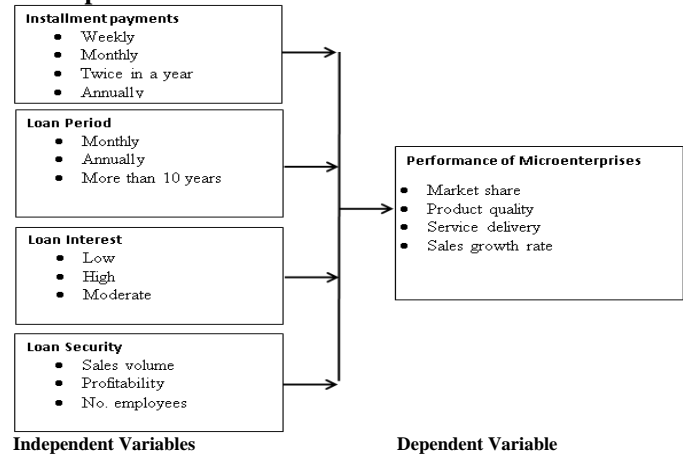 Installment payments
• Weekly
• Monthly
• Twice in a year
• Annually
Loan Period
• Monthly
• Annually
• More than 10 years
Loan Interest
• Low
• High
• Moderate
Loan Security
• Sales volume
• Profitability
• No. employees
Independent Variables
Performance of Microenterprises
• Market share
• Product quality
• Service delivery
• Sales growth rate
Dependent Variable